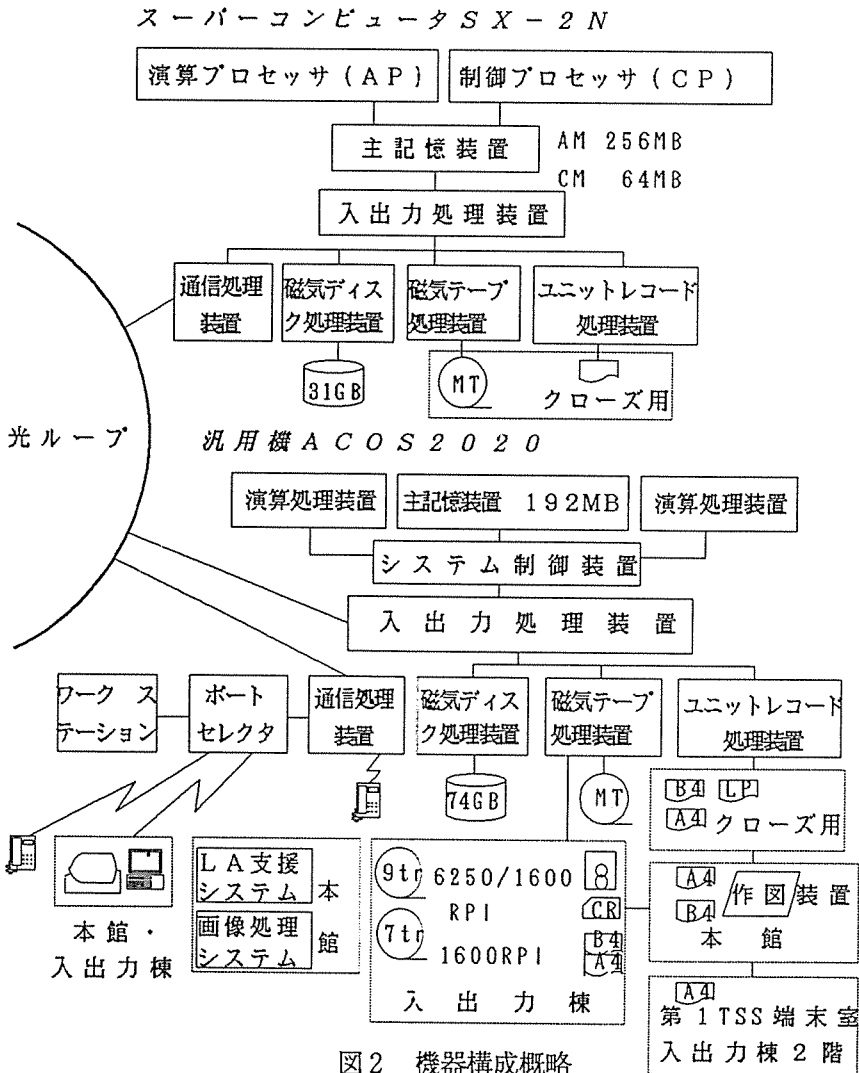 スーパーコンピュータSX-2N
演算プロセッサ(AP)
制御プロセッサ(CP)
主記憶装置
AM 256MB
CM 64MB
入出力処理装置
通信処理
装置
磁気ディス
ク処理装置
磁気テープ
処理装置
ユニットレコード
処理装置
31GB
MT
クローズ用
光ループ
汎用機ACOS2020
演算処理装置
主記憶装置 192MB
演算処理装置
システム制御装置
入出力処理装置
ワークス
テーション
ポート
セレクタ
通信処理
装置
磁気ディス
ク処理装置
磁気テープ
処理装置
ユニットレコード
処理装置
74GB
MT
B4 LP
A4 クローズ用
本館・
入出力棟
LA支援
システム
画像処理
システム
本館
9tr 6250/1600
RPI
7tr
1600RPI
8
CR
B4
A4
入出力棟
A4
B4
作図装置
本館
A4
第1TSS端末室
入出力棟2階
図2 機器構成概略